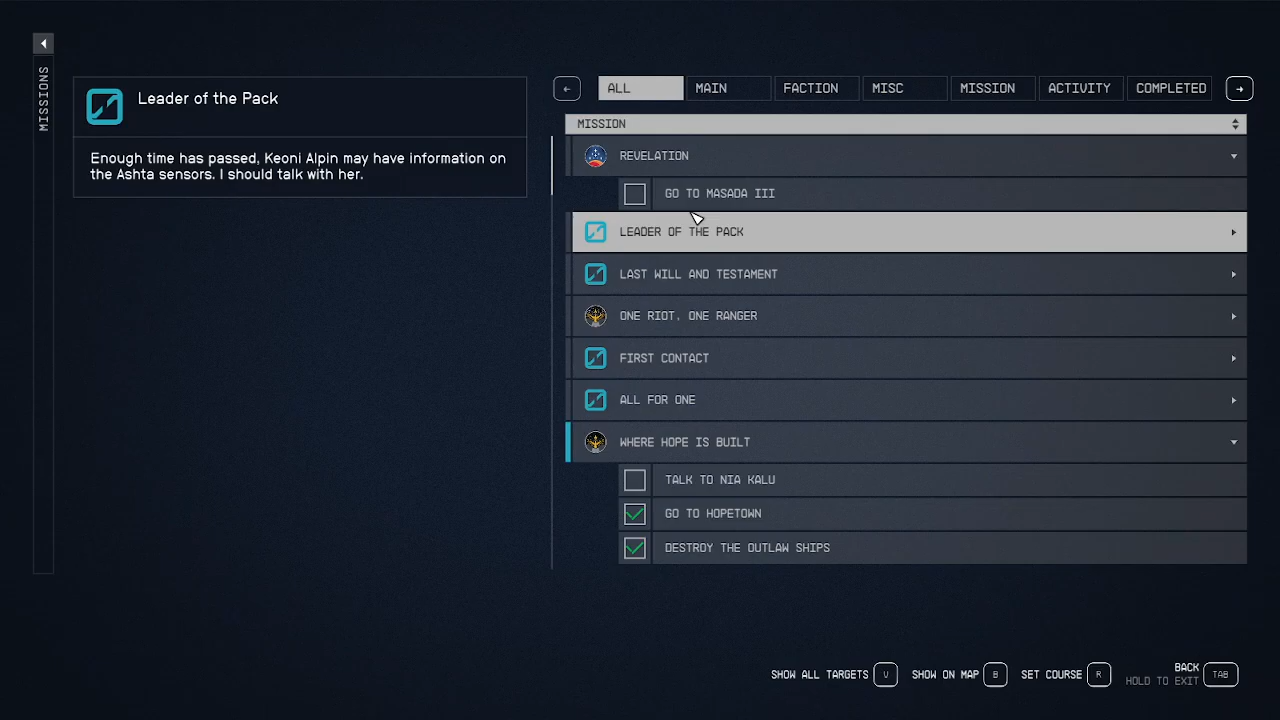 MISSIONS
Leader of the Pack
Enough time has passed, Keoni Alpin may have information on
the Ashta sensors. I should talk with her.
ALL
MAIN
FACTION
MISC
MISSION
ACTIVITY
COMPLETED
MISSION
REVELATION
GO TO MASADA III
LEADER OF THE PACK
LAST WILL AND TESTAMENT
ONE RIOT, ONE RANGER
FIRST CONTACT
ALL FOR ONE
WHERE HOPE IS BUILT
TALK TO NIA KALU
GO TO HOPETOWN
DESTROY THE OUTLAW SHIPS
SHOW ALL TARGETS V
SHOW ON MAP B
SET COURSE R
BACK
HOLD TO EXIT
TAB